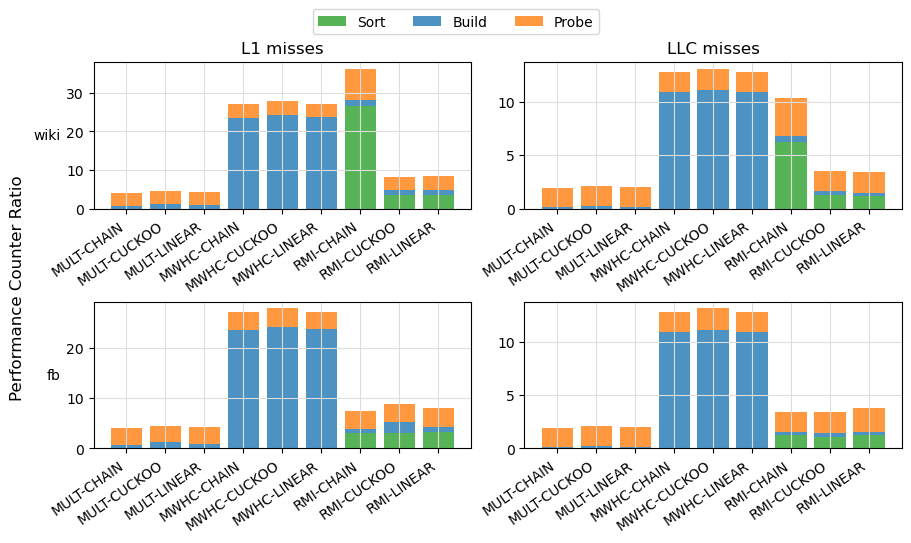 Sort Build Probe
L1 misses LLC misses
Performance Counter Ratio
wiki
30
20
10
0
10
5
0
MULT-CHAIN
MULT-CUCKOO
MULT-LINEAR
MWHC-CHAIN
MWHC-CUCKOO
MWHC-LINEAR
RMI-CHAIN
RMI-CUCKOO
RMI-LINEAR
MULT-CHAIN
MULT-CUCKOO
MULT-LINEAR
MWHC-CHAIN
MWHC-CUCKOO
MWHC-LINEAR
RMI-CHAIN
RMI-CUCKOO
RMI-LINEAR
fb
20
10
0
10
5
0
MULT-CHAIN
MULT-CUCKOO
MULT-LINEAR
MWHC-CHAIN
MWHC-CUCKOO
MWHC-LINEAR
RMI-CHAIN
RMI-CUCKOO
RMI-LINEAR
MULT-CHAIN
MULT-CUCKOO
MULT-LINEAR
MWHC-CHAIN
MWHC-CUCKOO
MWHC-LINEAR
RMI-CHAIN
RMI-CUCKOO
RMI-LINEAR